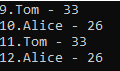 9.Tom - 33
10.Alice - 26
11.Tom - 33
12.Alice - 26